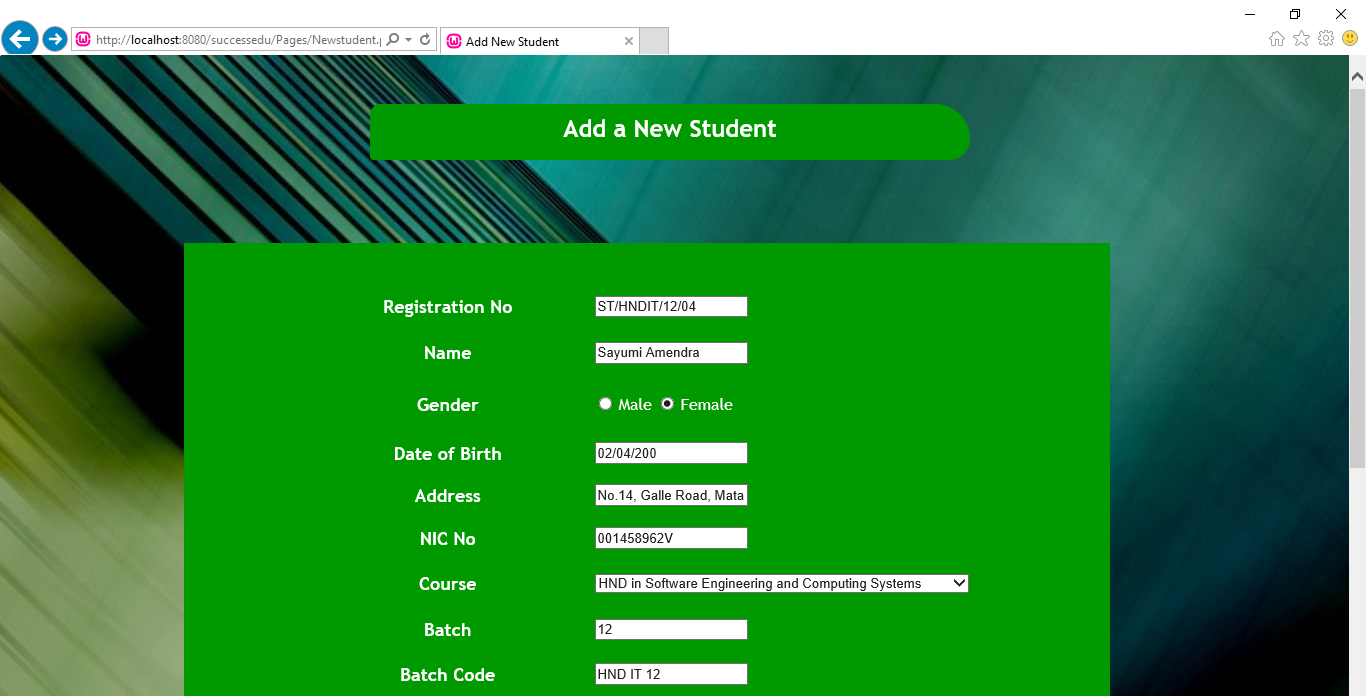 http://localhost:8080/successedu/Pages/Newstudent.
Add New Student
Add a New Student
Registration No ST/HNDIT/12/04
Name Sayumi Amendra
Gender Male Female
Date of Birth 02/04/200
Address No.14, Galle Road, Mata
NIC No 001458962V
Course HND in Software Engineering and Computing Systems
Batch 12
Batch Code HND IT 12